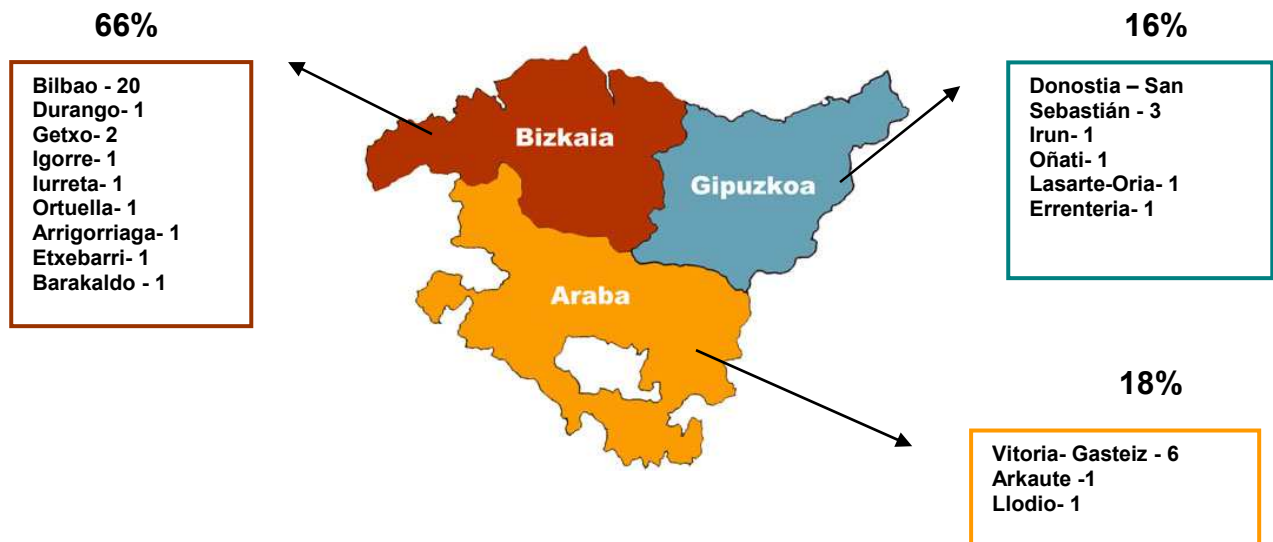 66%
Bilbao - 20
Durango- 1
Getxo- 2
Igorre- 1
Iurreta- 1
Ortuella- 1
Arrigorriaga- 1
Etxebarri- 1
Barakaldo - 1
Bizkaia
Gipuzkoa
Araba
16%
Donostia – San
Sebastián - 3
Irun- 1
Oñati- 1
Lasarte-Oria- 1
Errenteria- 1
18%
Vitoria- Gasteiz - 6
Arkaute -1
Llodio- 1